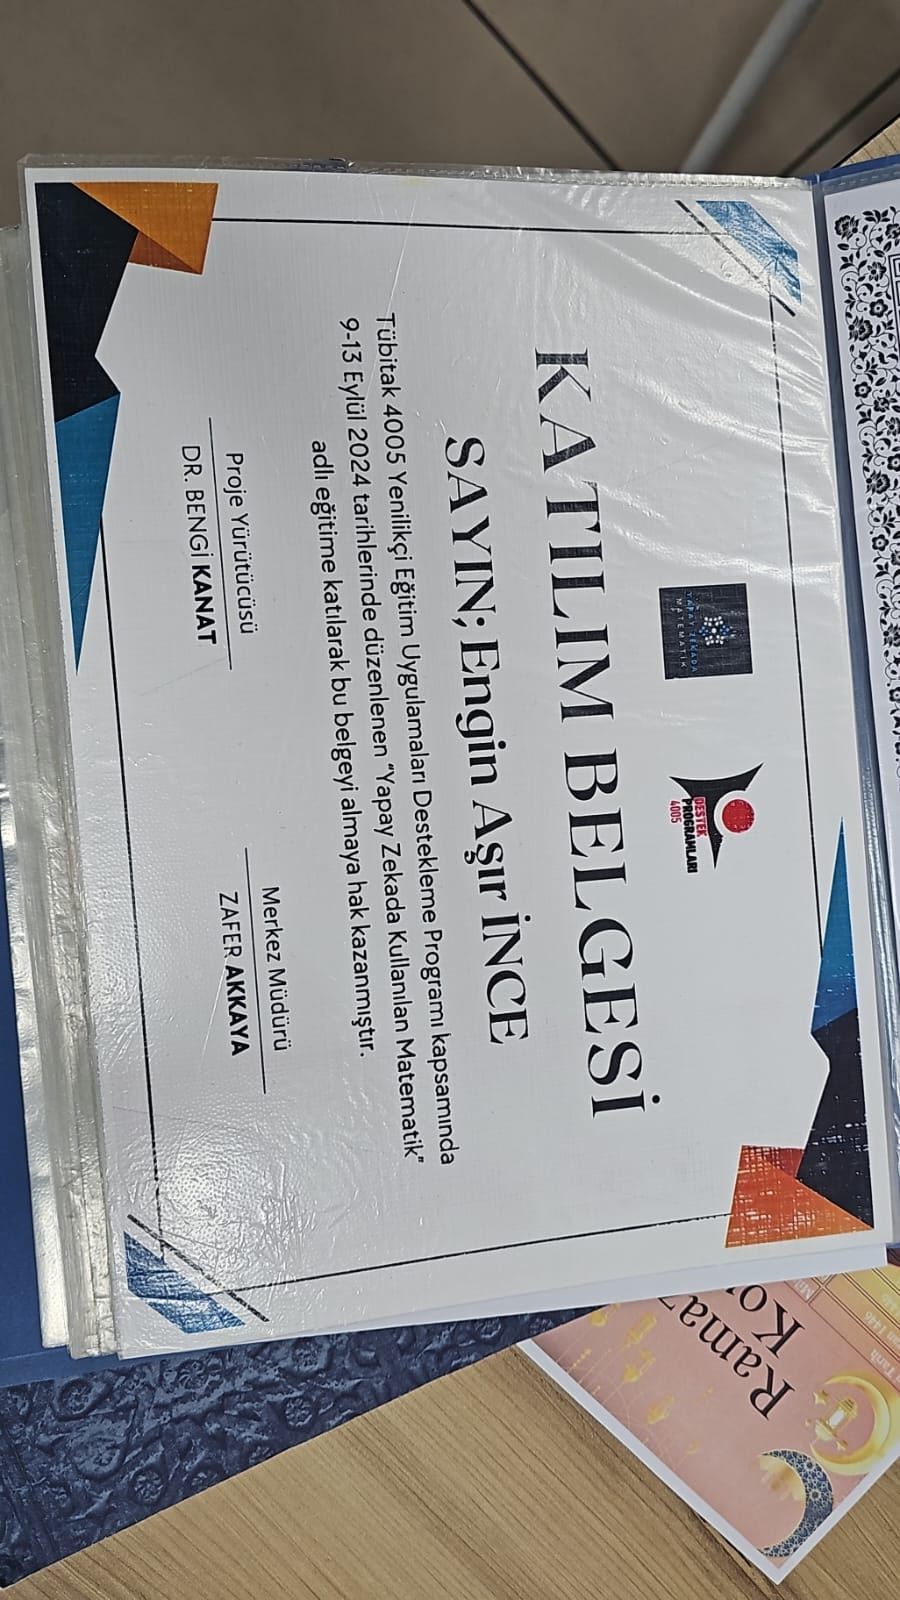 YAPAY ZEKADA
MATEMATİK
DESTEK
PROGRAMLARI
4005
KATILIM BELGESİ
SAYIN; Engin Aşır İNCE
Tübitak 4005 Yenilikçi Eğitim Uygulamaları Destekleme Programı kapsamında
9-13 Eylül 2024 tarihlerinde düzenlenen "Yapay Zekada Kullanılan Matematik"
adlı eğitime katılarak bu belgeyi almaya hak kazanmıştır.
Proje Yürütücüsü
DR. BENGİ KANAT
Merkez Müdürü
ZAFER AKKAYA